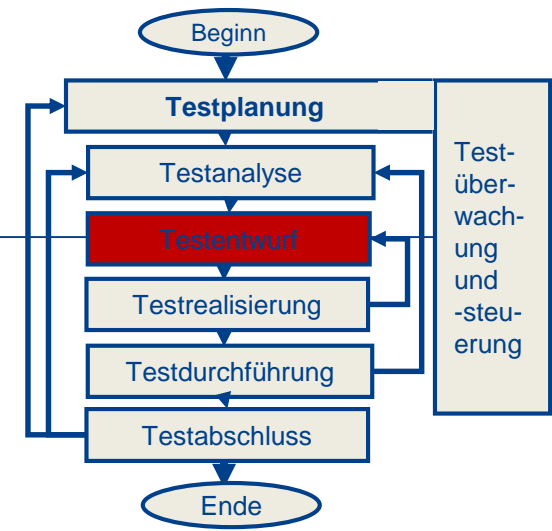 Beginn
Testplanung
Testanalyse
Testentwurf
Testrealisierung
Testdurchführung
Testabschluss
Ende
Test-
über-
wach-
ung
und
-steu-
erung